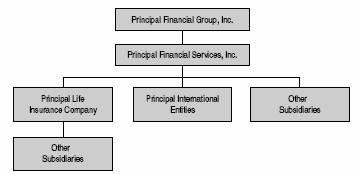 Principal Financial Group, Inc.
Principal Financial Services, Inc.
Principal Life
Insurance Company
Principal International
Entities
Other
Subsidiaries
Other
Subsidiaries